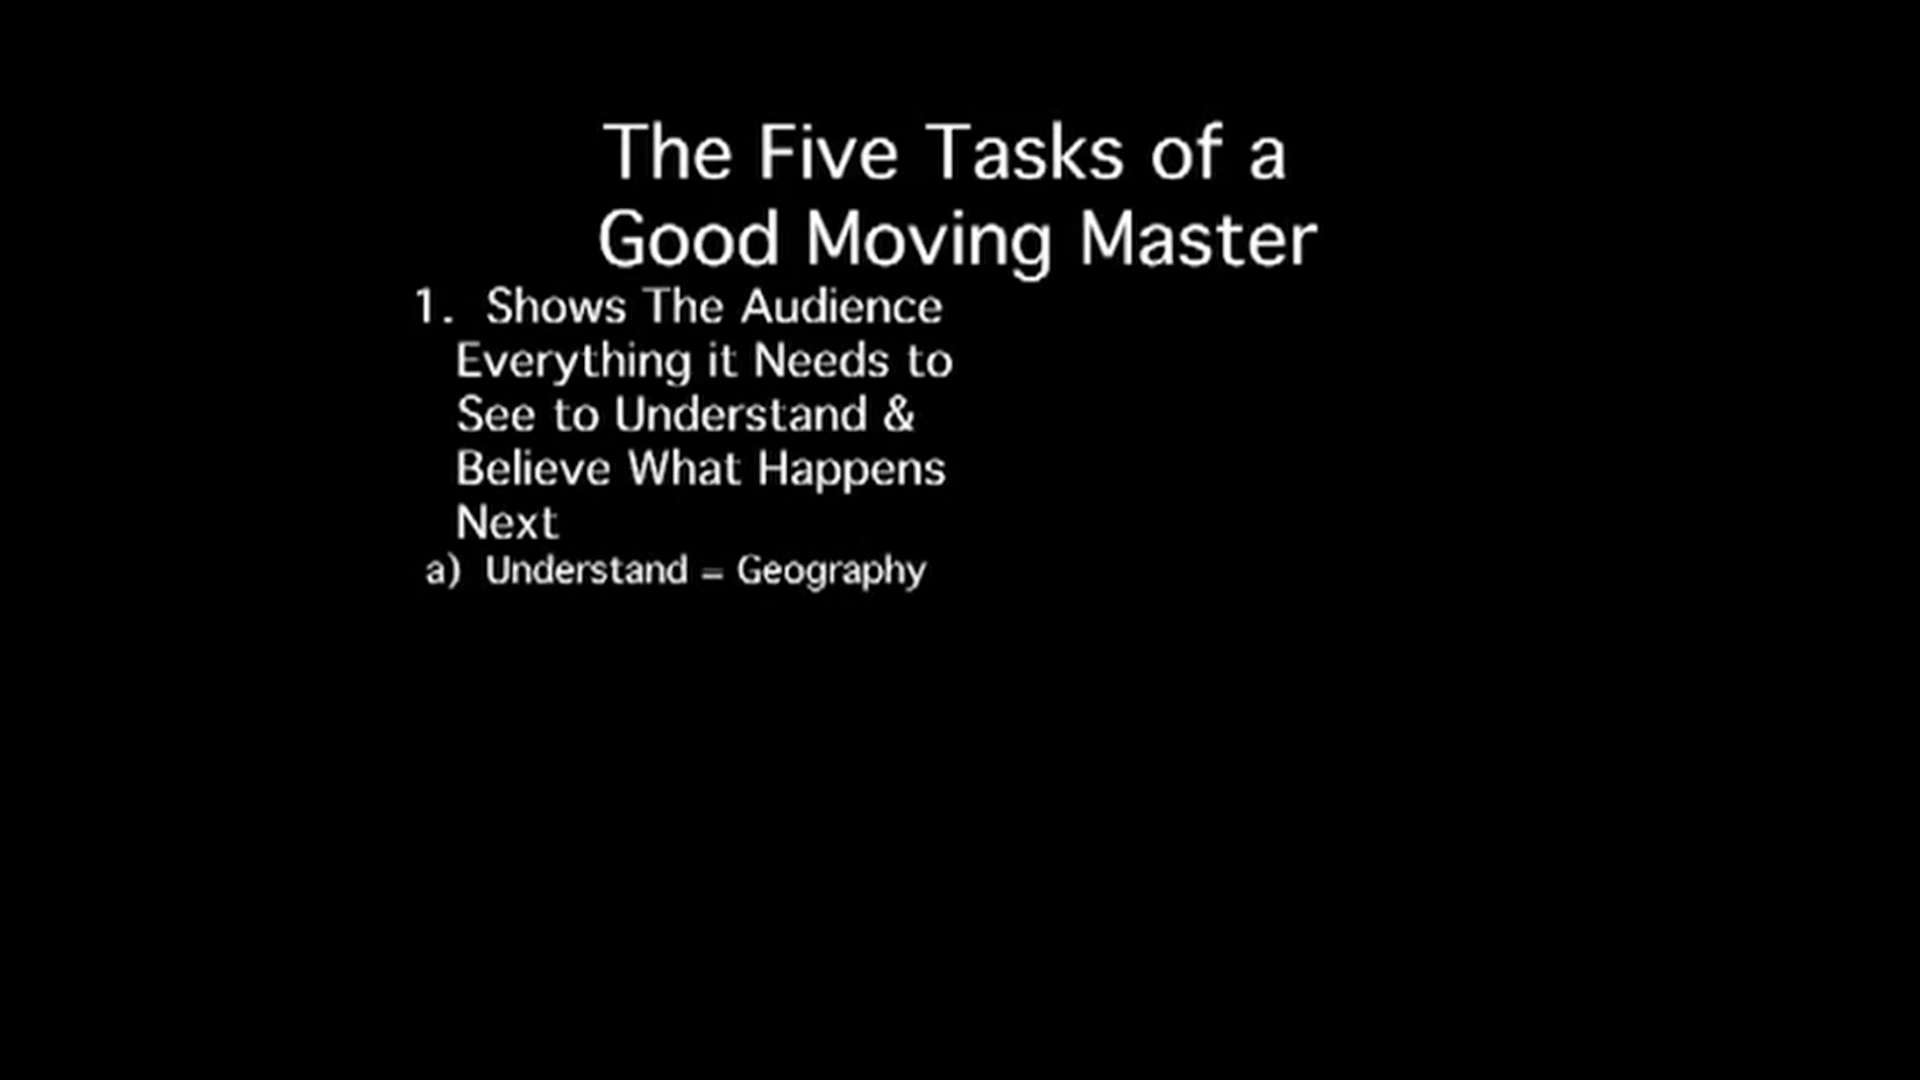 The Five Tasks of a
Good Moving Master
1. Shows The Audience
Everything it Needs to
See to Understand &
Believe What Happens
Next
a) Understand = Geography